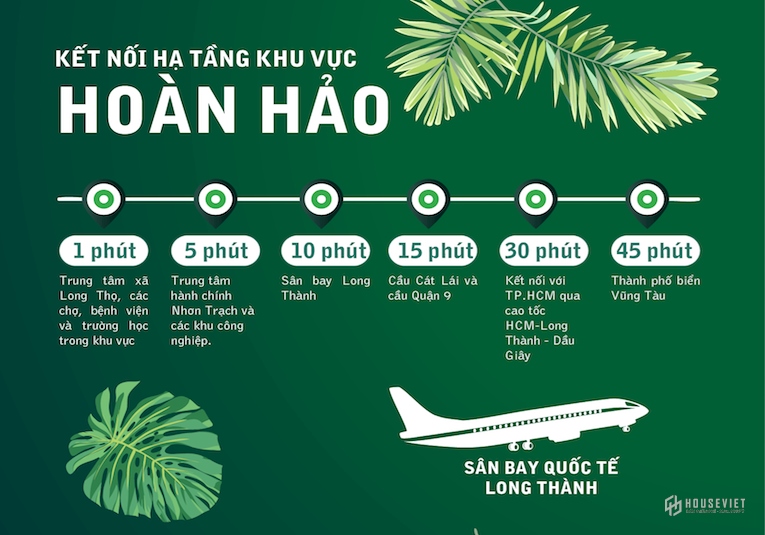 KẾT NỐI HẠ TẦNG KHU VỰC
HOÀN HẢO
1 phút
Trung tâm xã
Long Thọ, các
chợ, bệnh viện
và trường học
trong khu vực
5 phút
Trung tâm
hành chính
Nhơn Trạch và
các khu công
nghiệp.
10 phút
Sân bay Long
Thành
15 phút
Cầu Cát Lái và
cầu Quận 9
30 phút
Kết nối với
TP.HCM qua
cao tốc
HCM-Long
Thành - Dầu
Giây
45 phút
Thành phố biển
Vũng Tàu
SÂN BAY QUỐC TẾ
LONG THÀNH
HOUSEVIET